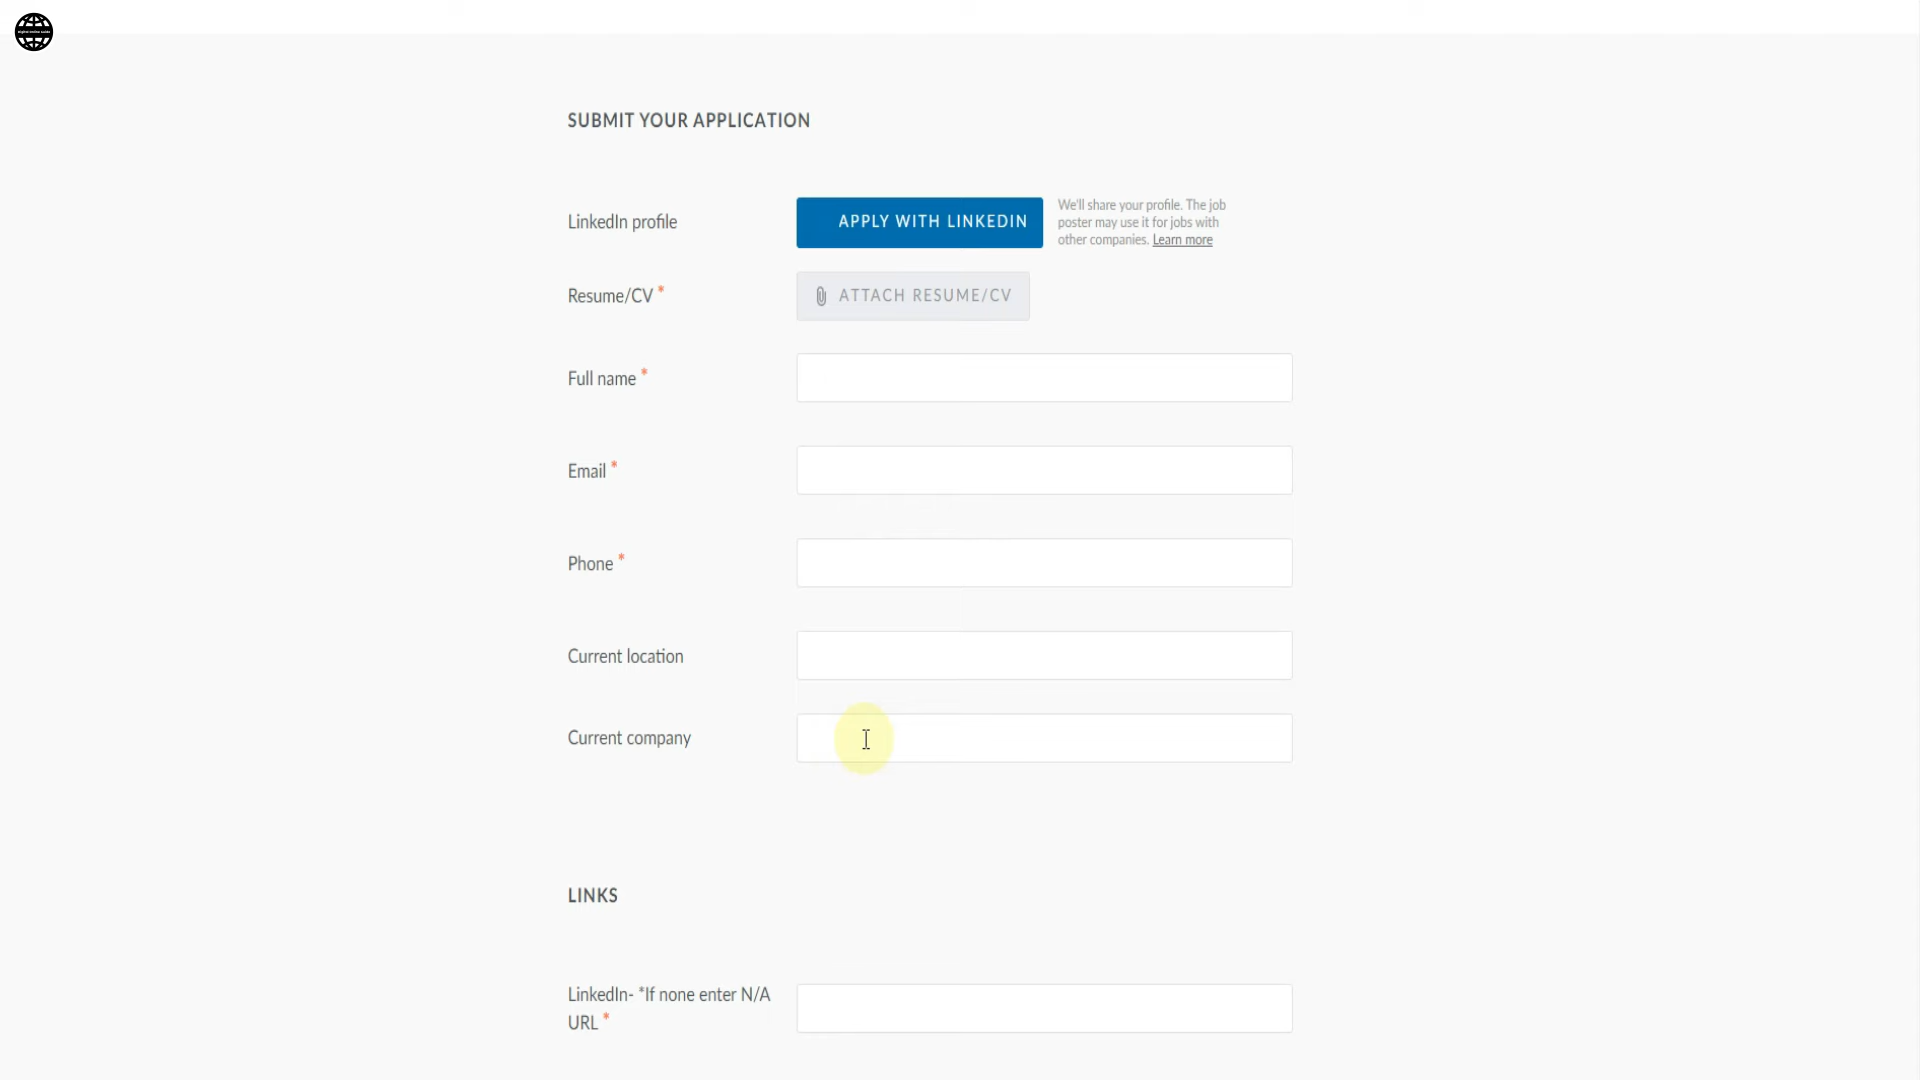 SUBMIT YOUR APPLICATION
LinkedIn profile
APPLY WITH LINKEDIN
We'll share your profile. The job
poster may use it for jobs with
other companies. Learn more
Resume/CV *
ATTACH RESUME/CV
Full name *
Email *
Phone *
Current location
Current company
LINKS
LinkedIn- *If none enter N/A
URL *